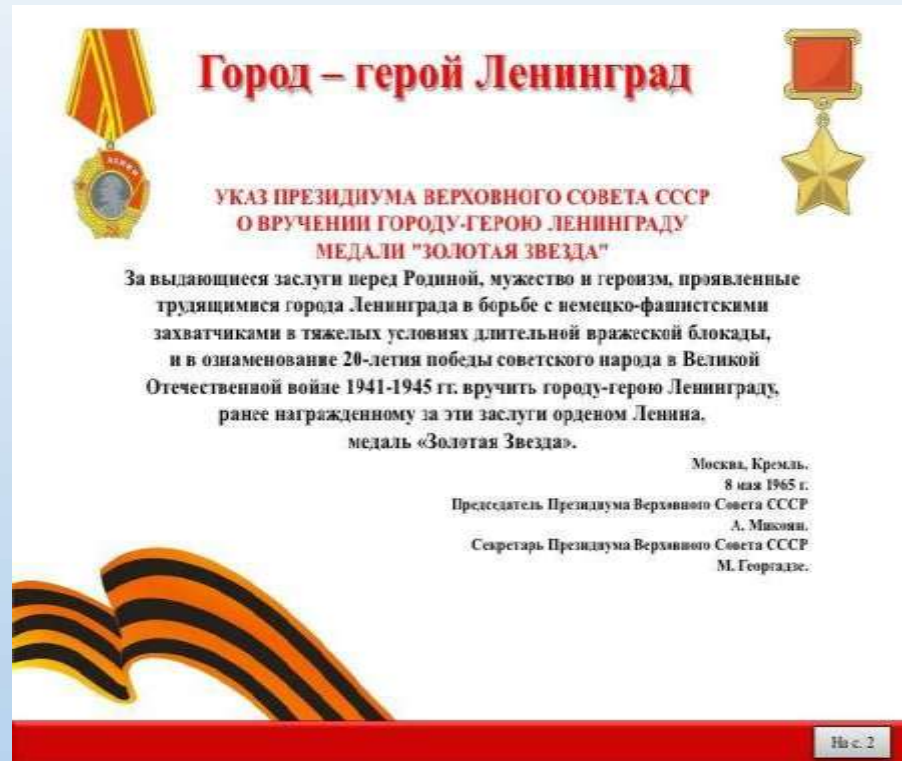 Город – герой Ленинград
ЛЕНИН
УКАЗ ПРЕЗИДИУМА ВЕРХОВНОГО СОВЕТА СССР
О ВРУЧЕНИИ ГОРОДУ-ГЕРОЮ ЛЕНИНГРАДУ
МЕДАЛИ "ЗОЛОТАЯ ЗВЕЗДА"
За выдающиеся заслуги перед Родиной, мужество и героизм, проявленные
трудящимися города Ленинграда в борьбе с немецко-фашистскими
захватчиками в тяжелых условиях длительной вражеской блокады,
и в ознаменование 20-летия победы советского народа в Великой
Отечественной войне 1941-1945 гг. вручить городу-герою Ленинграду,
ранее награжденному за эти заслуги орденом Ленина,
медаль «Золотая Звезда».
Москва, Кремль.
8 мая 1965 г.
Председатель Президиума Верховного Совета СССР
А. Микоян.
Секретарь Президиума Верховного Совета СССР
М. Георгадзе.
На с. 2